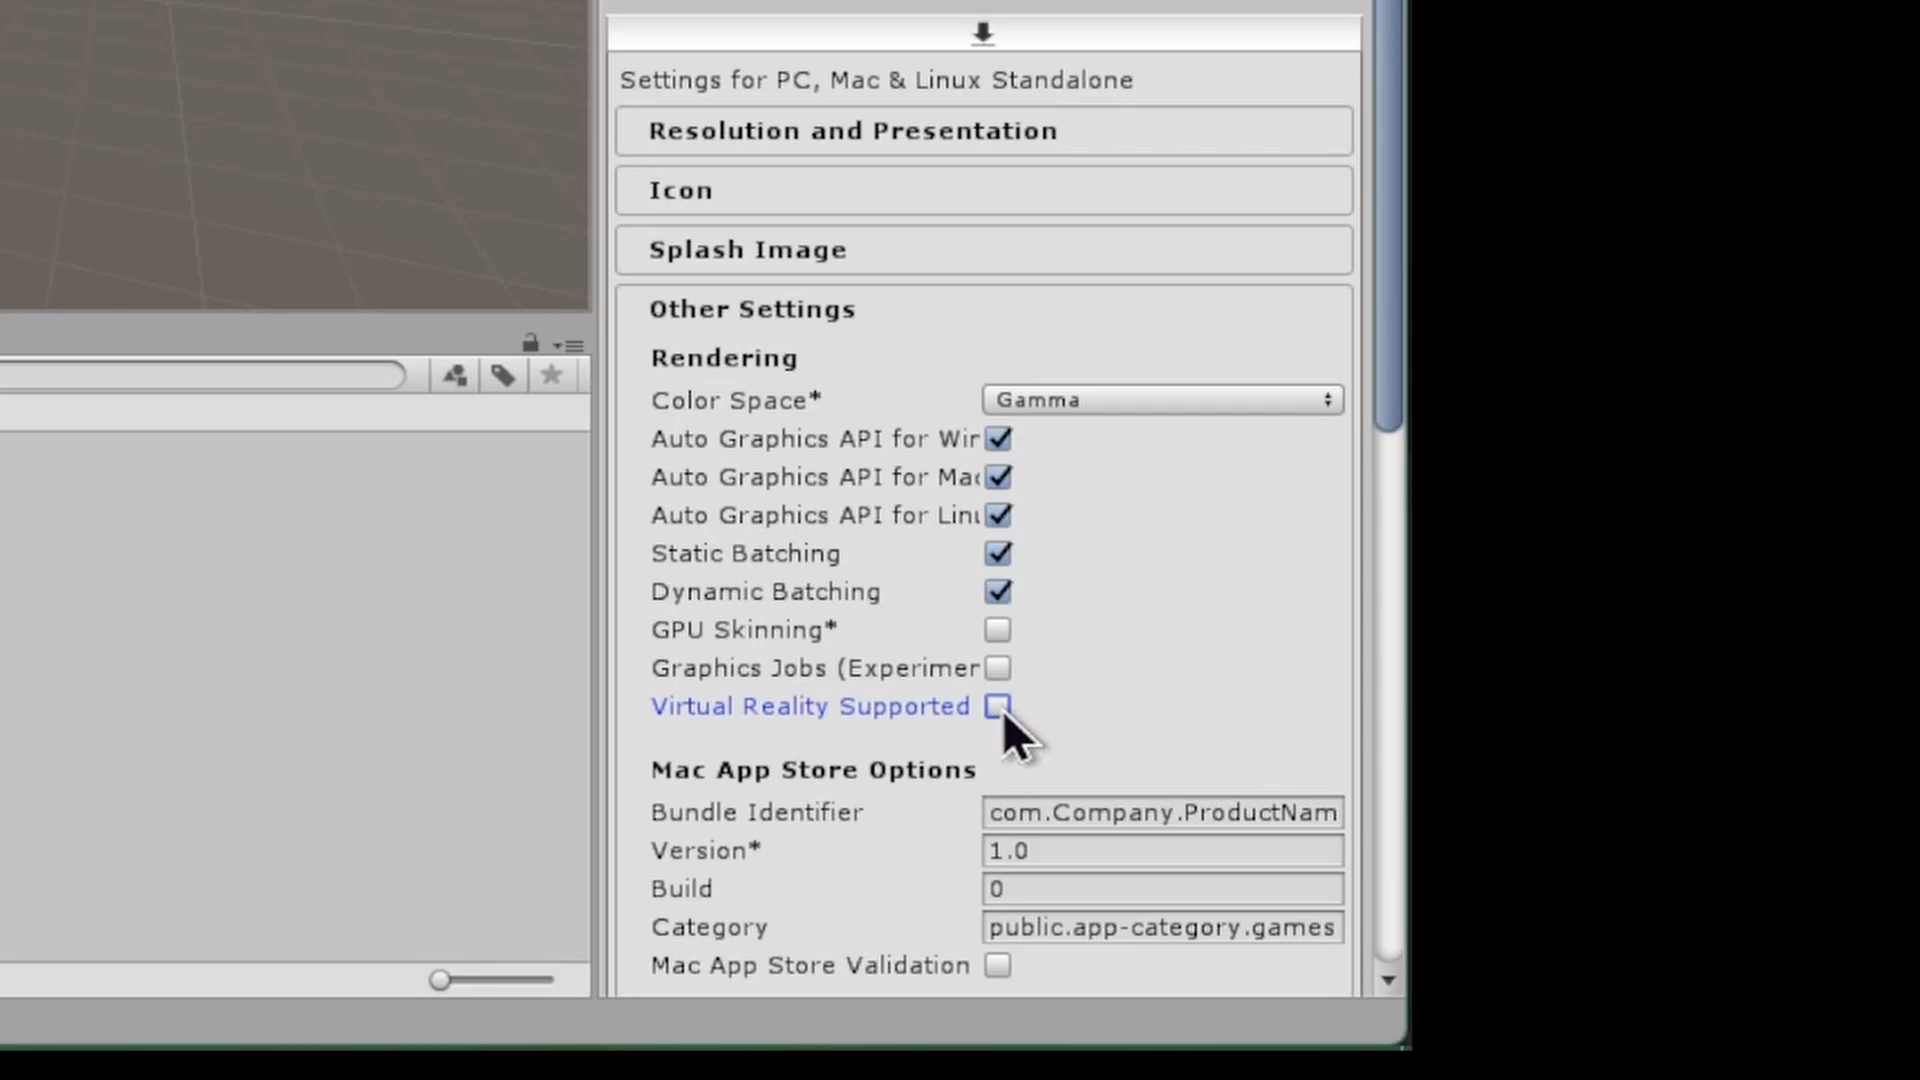 Settings for PC, Mac & Linux Standalone
Resolution and Presentation
Icon
Splash Image
Other Settings
Rendering
Color Space* Gamma
Auto Graphics API for Win
Auto Graphics API for Mac
Auto Graphics API for Linu
Static Batching
Dynamic Batching
GPU Skinning*
Graphics Jobs (Experimen
Virtual Reality Supported
Mac App Store Options
Bundle Identifier com.Company.ProductNam
Version* 1.0
Build 0
Category public.app-category.games
Mac App Store Validation